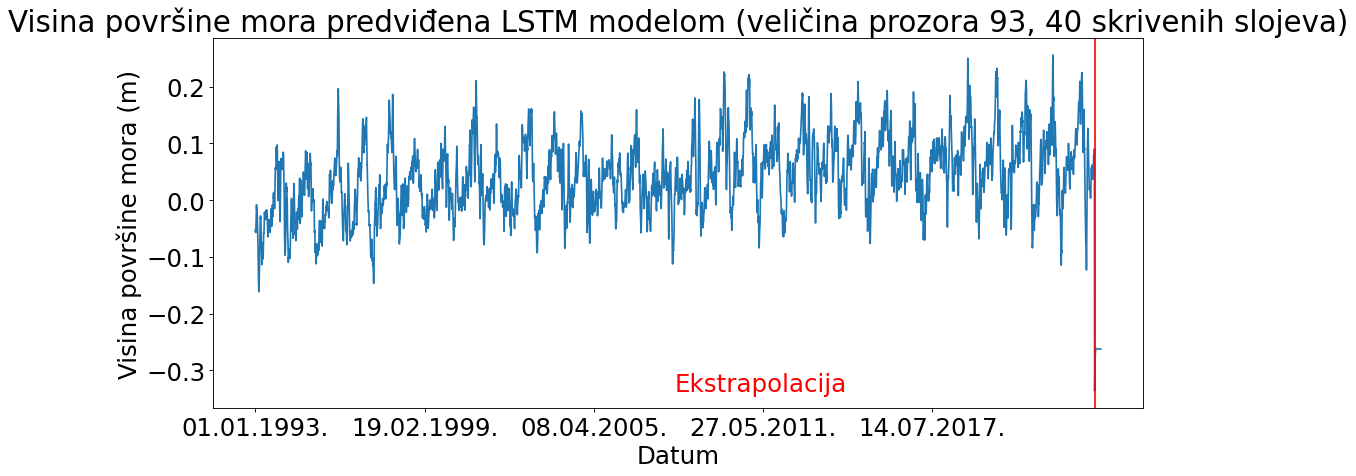 Visina površine mora predviđena LSTM modelom (veličina prozora 93, 40 skrivenih slojeva)
Visina površine mora (m)
0.2
0.1
0.0
−0.1
−0.2
−0.3
Ekstrapolacija
01.01.1993. 19.02.1999. 08.04.2005. 27.05.2011. 14.07.2017.
Datum